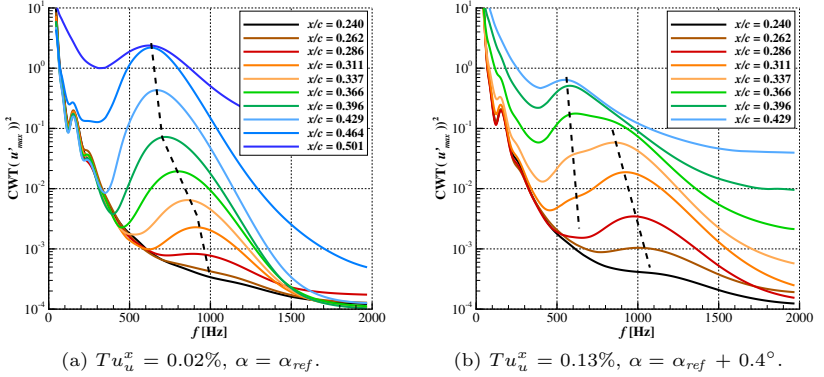 CWT( u'max ))²
10¹
10⁰
10⁻¹
10⁻²
10⁻³
10⁻⁴
0 500 1000 1500 2000
f [Hz]
x/c = 0.240
x/c = 0.262
x/c = 0.286
x/c = 0.311
x/c = 0.337
x/c = 0.366
x/c = 0.396
x/c = 0.429
x/c = 0.464
x/c = 0.501
(a) Tuᵤˣ = 0.02%, α = αref.
CWT( u'max ))²
10¹
10⁰
10⁻¹
10⁻²
10⁻³
10⁻⁴
0 500 1000 1500 2000
f [Hz]
x/c = 0.240
x/c = 0.262
x/c = 0.286
x/c = 0.311
x/c = 0.337
x/c = 0.366
x/c = 0.396
x/c = 0.429
(b) Tuᵤˣ = 0.13%, α = αref + 0.4°.